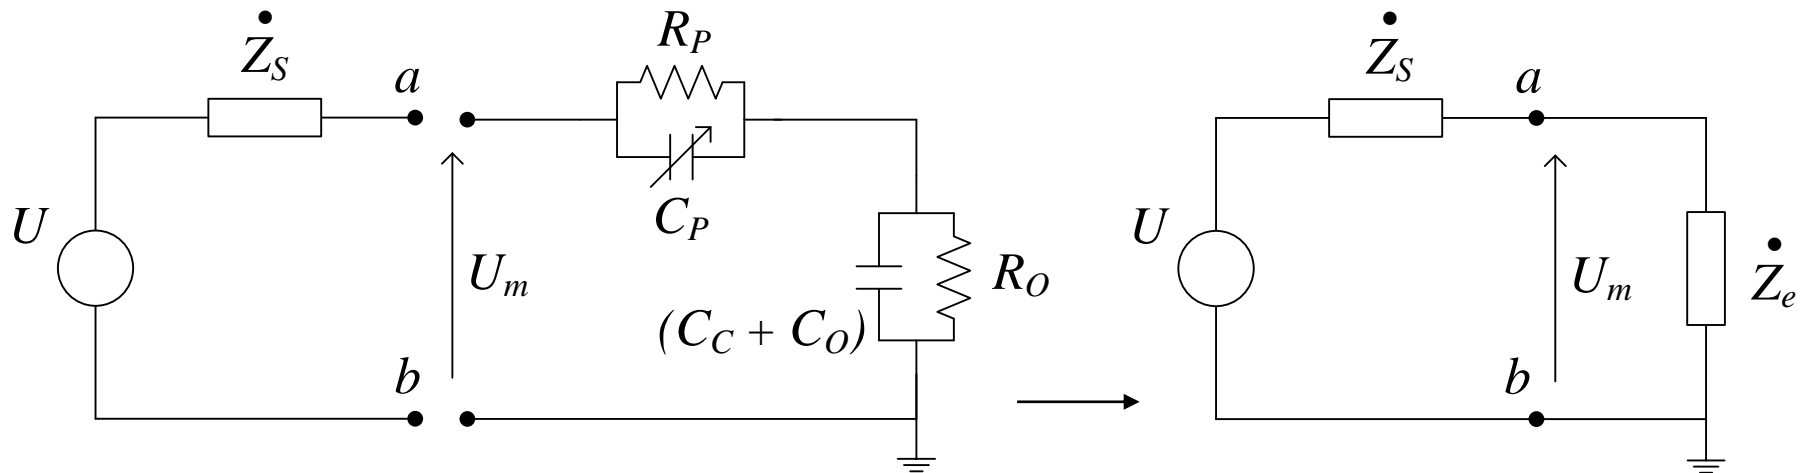 Ż_S
a
R_P
C_P
U
U_m
R_O
(C_C + C_O)
b
Ż_S
a
U
U_m
Ż_e
b